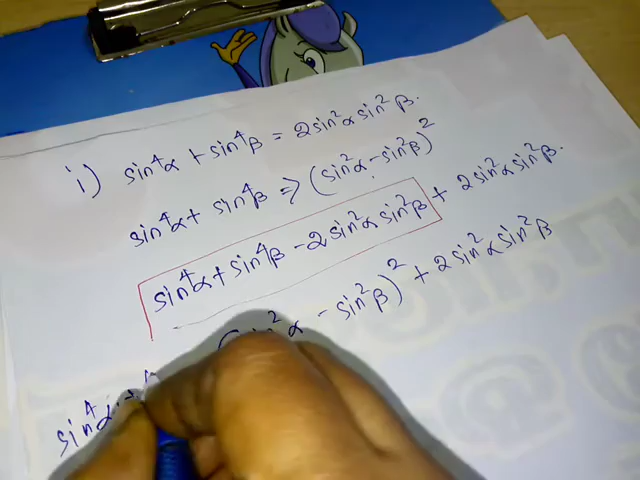 i) sin⁴α + sin⁴β = 2sin²α sin²β.
sin⁴α + sin⁴β ⇒ (sin²α - sin²β)²
sin⁴α + sin⁴β - 2sin²α sin²β + 2sin²α sin²β.
sin²α - sin²β)² + 2sin²α sin²β
sin⁴α +